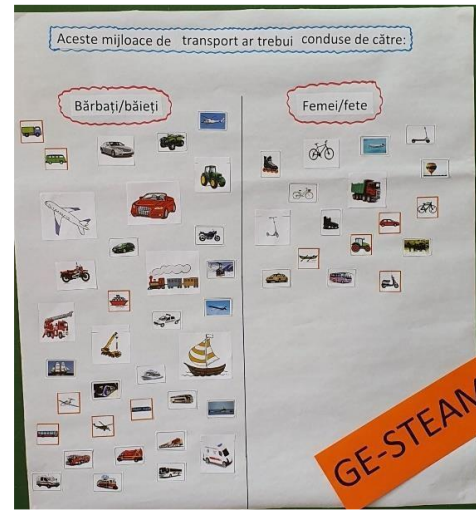 Aceste mijloace de transport ar trebui conduse de către:
Bărbați/băieți
Femei/fete
GE-STEAM